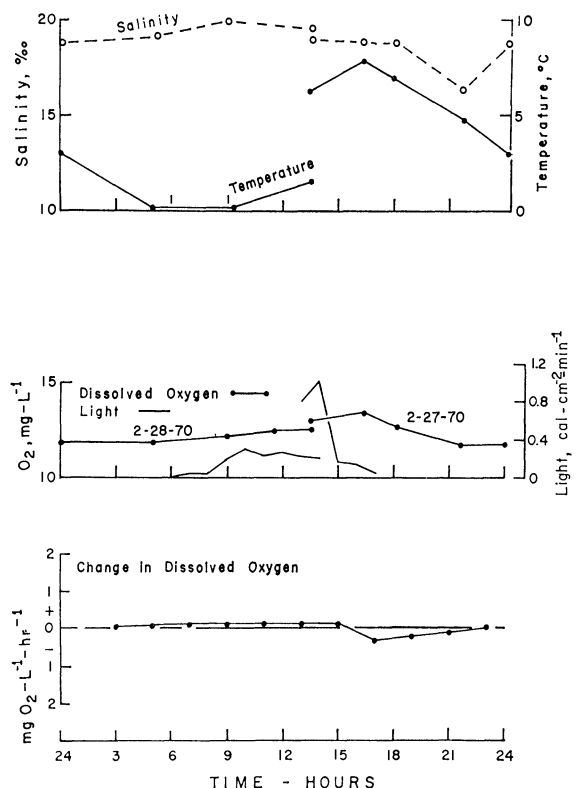 20
10
Salinity
Salinity, ‰
Temperature, °C
15
5
Temperature
10
0
1.2
15
Dissolved Oxygen
Light
0.8
2-28-70
2-27-70
0.4
O2, mg-L-1
Light, cal-cm-2-min-1
10
0
2
Change in Dissolved Oxygen
1
+
0
−
1
2
mg O2-L-1-hr-1
24 3 6 9 12 13 15 18 21 24
TIME - HOURS